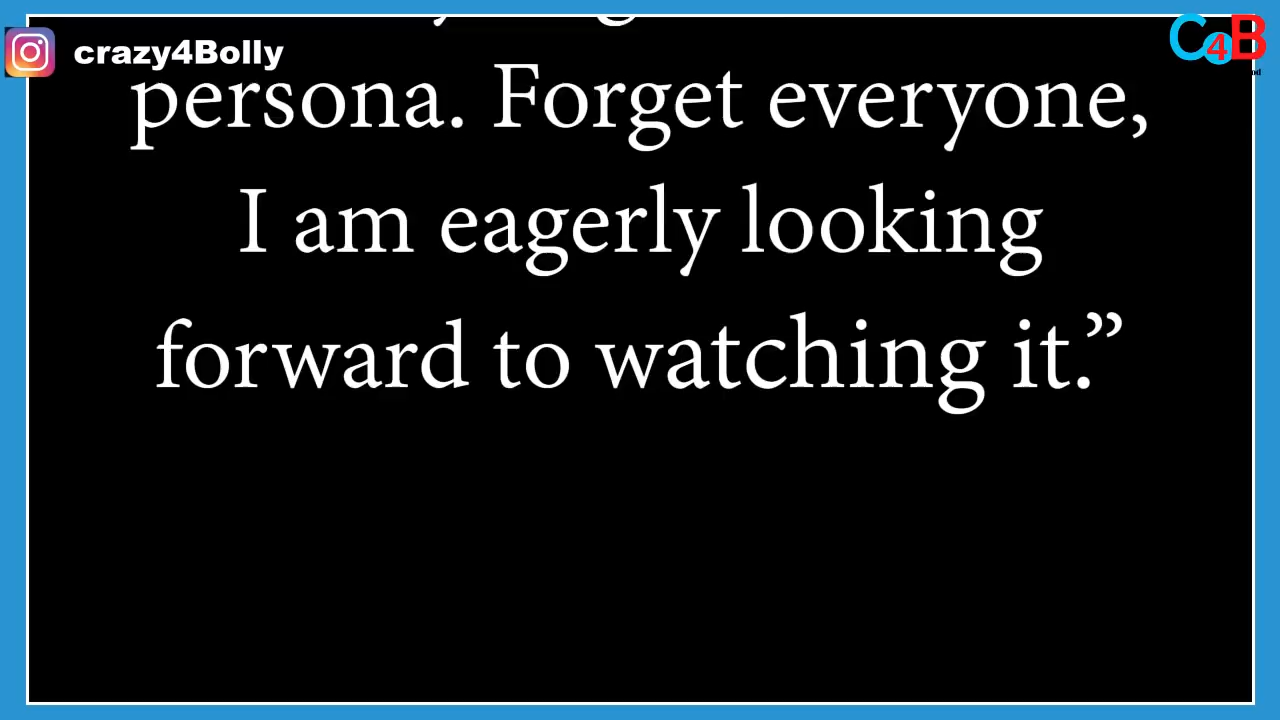 crazy4Bolly
C4B
persona. Forget everyone,
I am eagerly looking
forward to watching it.”